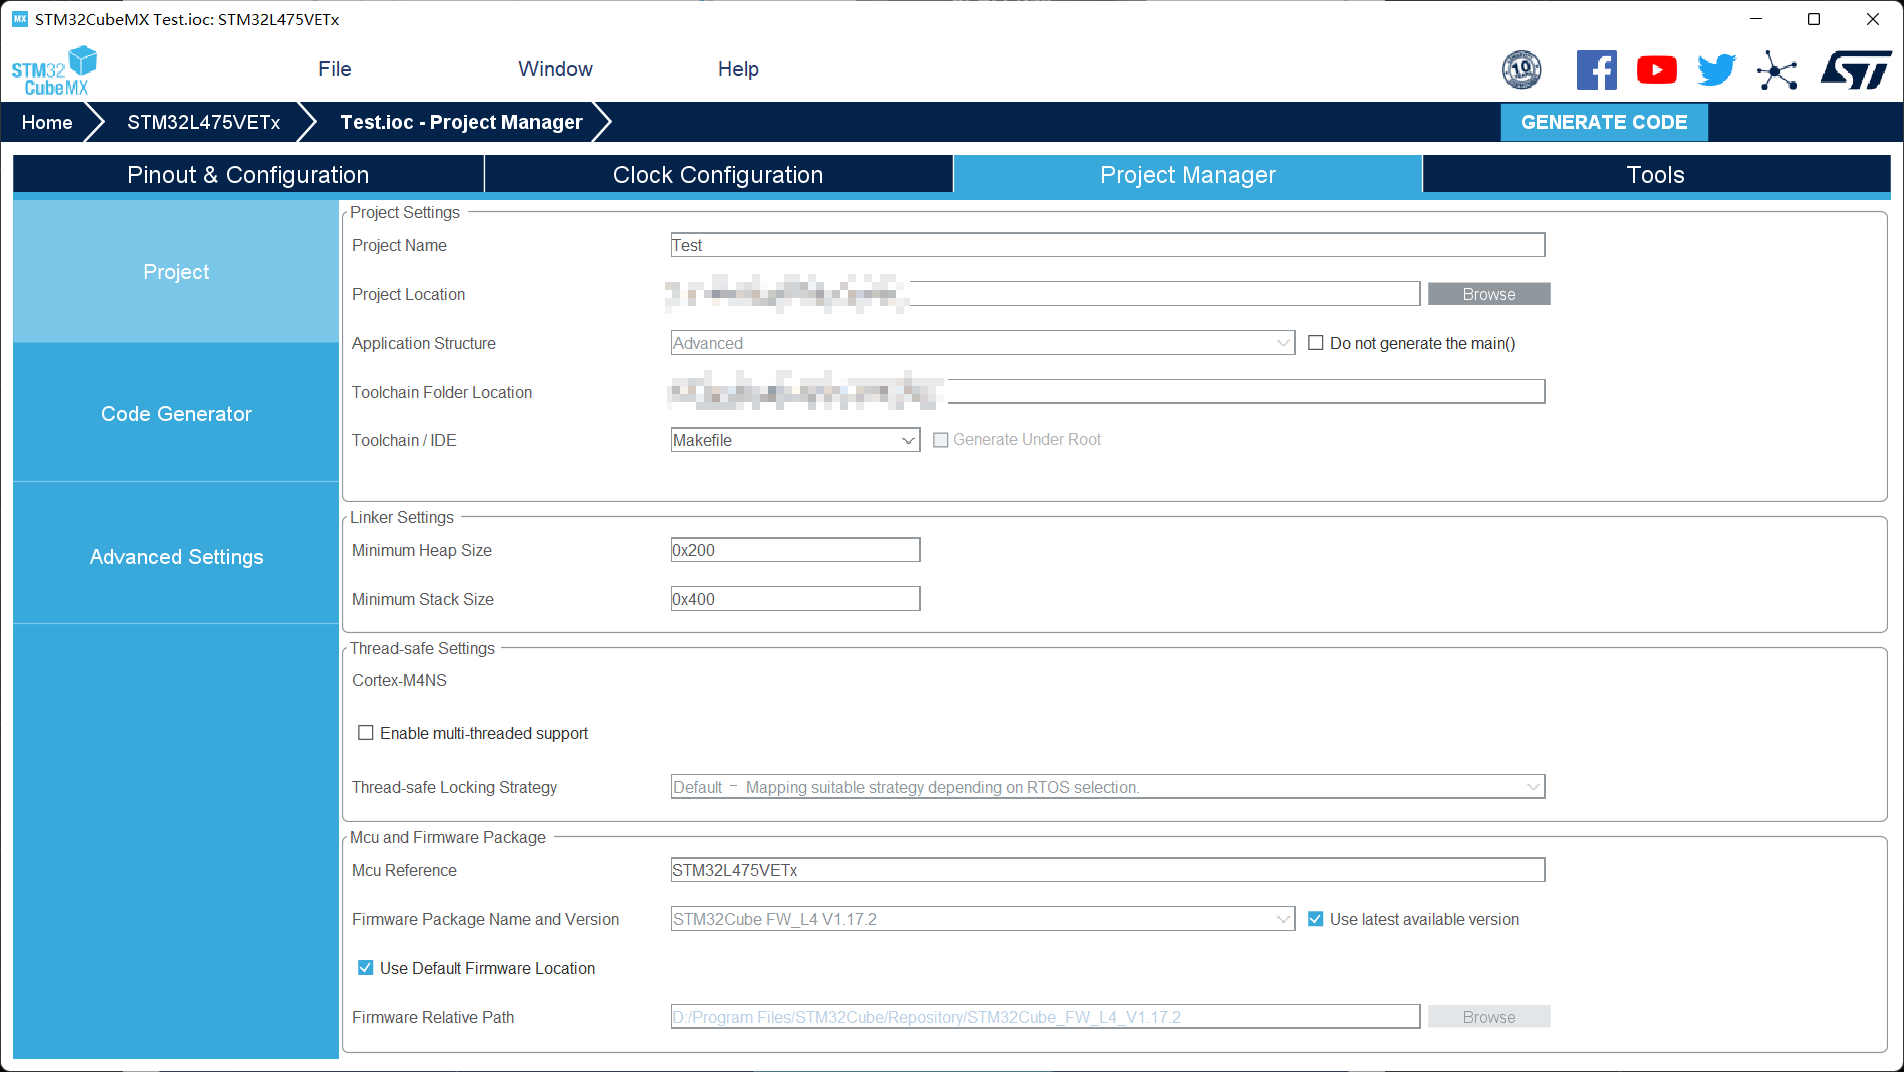 MX STM32CubeMX Test.ioc: STM32L475VETx
STM32 CubeMX
File Window Help
10
ST
Home STM32L475VETx Test.ioc - Project Manager GENERATE CODE
Pinout & Configuration Clock Configuration Project Manager Tools
Project
Code Generator
Advanced Settings
Project Settings
Project Name Test
Project Location Browse
Application Structure Advanced Do not generate the main()
Toolchain Folder Location
Toolchain / IDE Makefile Generate Under Root
Linker Settings
Minimum Heap Size 0x200
Minimum Stack Size 0x400
Thread-safe Settings
Cortex-M4NS
Enable multi-threaded support
Thread-safe Locking Strategy Default – Mapping suitable strategy depending on RTOS selection.
Mcu and Firmware Package
Mcu Reference STM32L475VETx
Firmware Package Name and Version STM32Cube FW_L4 V1.17.2 Use latest available version
Use Default Firmware Location
Firmware Relative Path D:/Program Files/STM32Cube/Repository/STM32Cube_FW_L4_V1.17.2 Browse